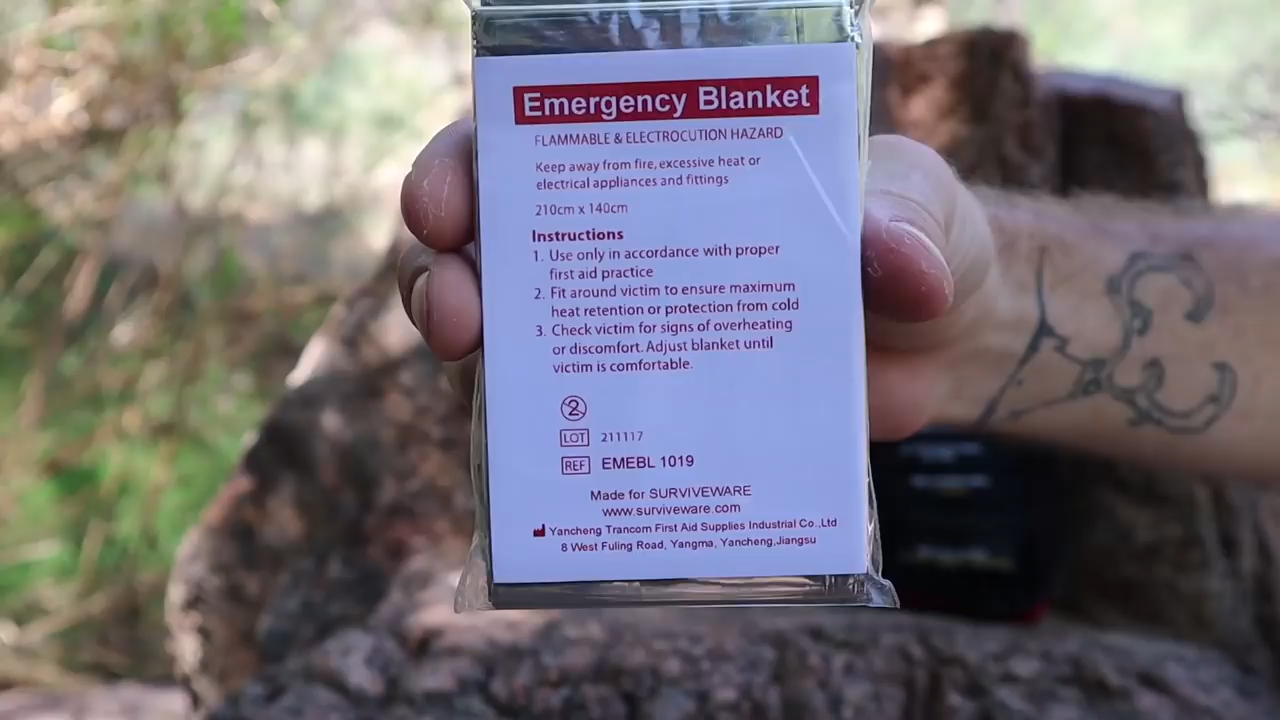 Emergency Blanket
FLAMMABLE & ELECTROCUTION HAZARD
Keep away from fire, excessive heat or
electrical appliances and fittings
210cm x 140cm
Instructions
1. Use only in accordance with proper
first aid practice
2. Fit around victim to ensure maximum
heat retention or protection from cold
3. Check victim for signs of overheating
or discomfort. Adjust blanket until
victim is comfortable.
2
LOT 211117
REF EMEBL 1019
Made for SURVIVEWARE
www.surviveware.com
Yancheng Trancom First Aid Supplies Industrial Co.,Ltd
8 West Fuling Road, Yangma, Yancheng,Jiangsu